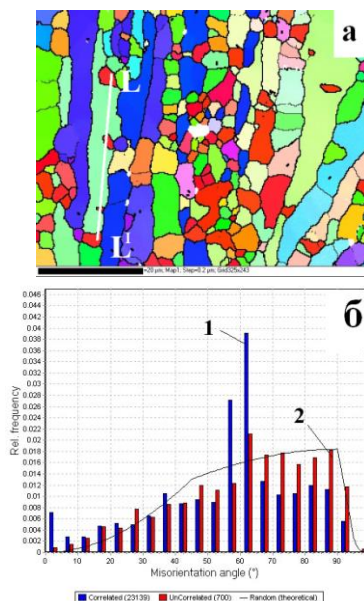 а
L
L1
=20 µm; Map1; Step=0.2 µm; Grid325x243
б
1
2
Rel. frequency
0.046
0.044
0.042
0.04
0.038
0.036
0.034
0.032
0.03
0.028
0.026
0.024
0.022
0.02
0.018
0.016
0.014
0.012
0.01
0.008
0.006
0.004
0.002
0
0 10 20 30 40 50 60 70 80 90
Misorientation angle (°)
Correlated (23139) UnCorrelated (700) Random (theoretical)